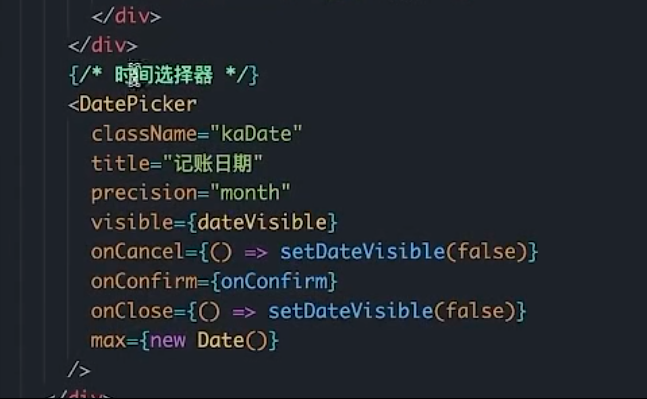 </div>
</div>
{/* 时间选择器 */}
<DatePicker
className="kaDate"
title="记账日期"
precision="month"
visible={dateVisible}
onCancel={() => setDateVisible(false)}
onConfirm={onConfirm}
onClose={() => setDateVisible(false)}
max={new Date()}
/>
</div>